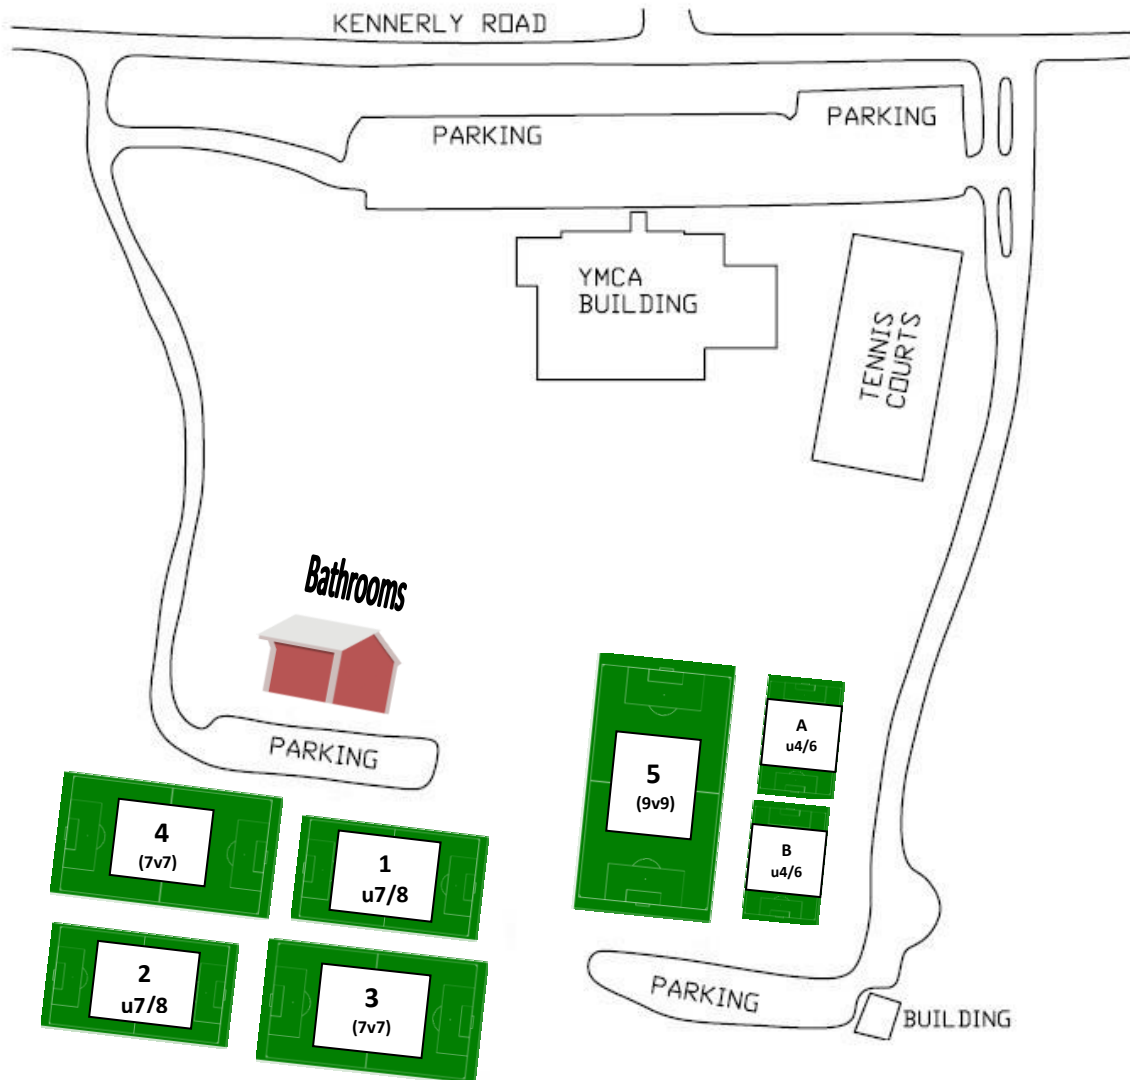 KENNERLY ROAD
PARKING
PARKING
YMCA
BUILDING
TENNIS
COURTS
Bathrooms
PARKING
4
(7v7)
1
u7/8
2
u7/8
3
(7v7)
5
(9v9)
A
u4/6
B
u4/6
PARKING
BUILDING